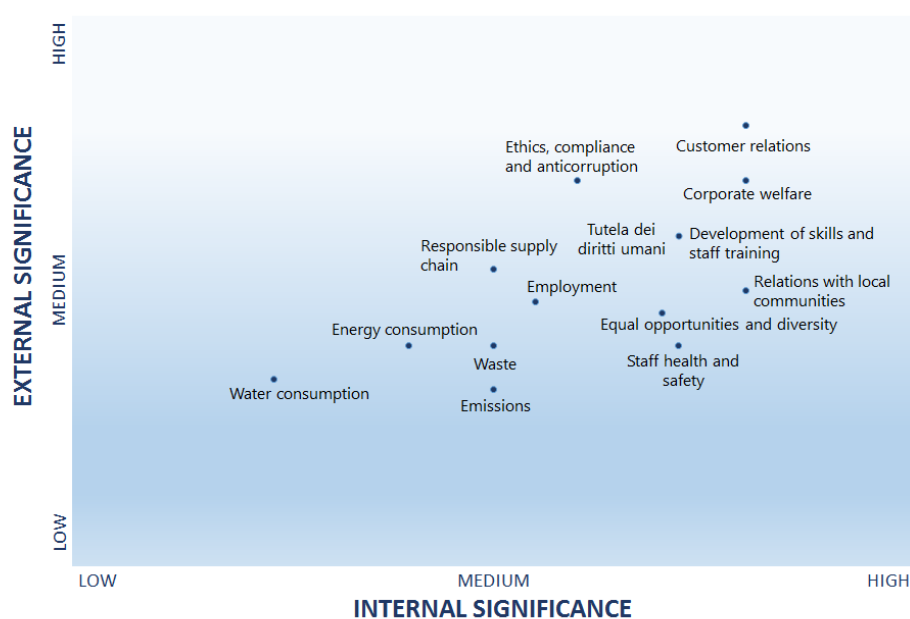 HIGH
Ethics, compliance
and anticorruption
Customer relations
Corporate welfare
Tutela dei
diritti umani
Development of skills and
staff training
Responsible supply
chain
EXTERNAL SIGNIFICANCE
MEDIUM
Employment
Relations with local
communities
Equal opportunities and diversity
Energy consumption
Waste
Staff health and
safety
Water consumption
Emissions
LOW
LOW
MEDIUM
HIGH
INTERNAL SIGNIFICANCE